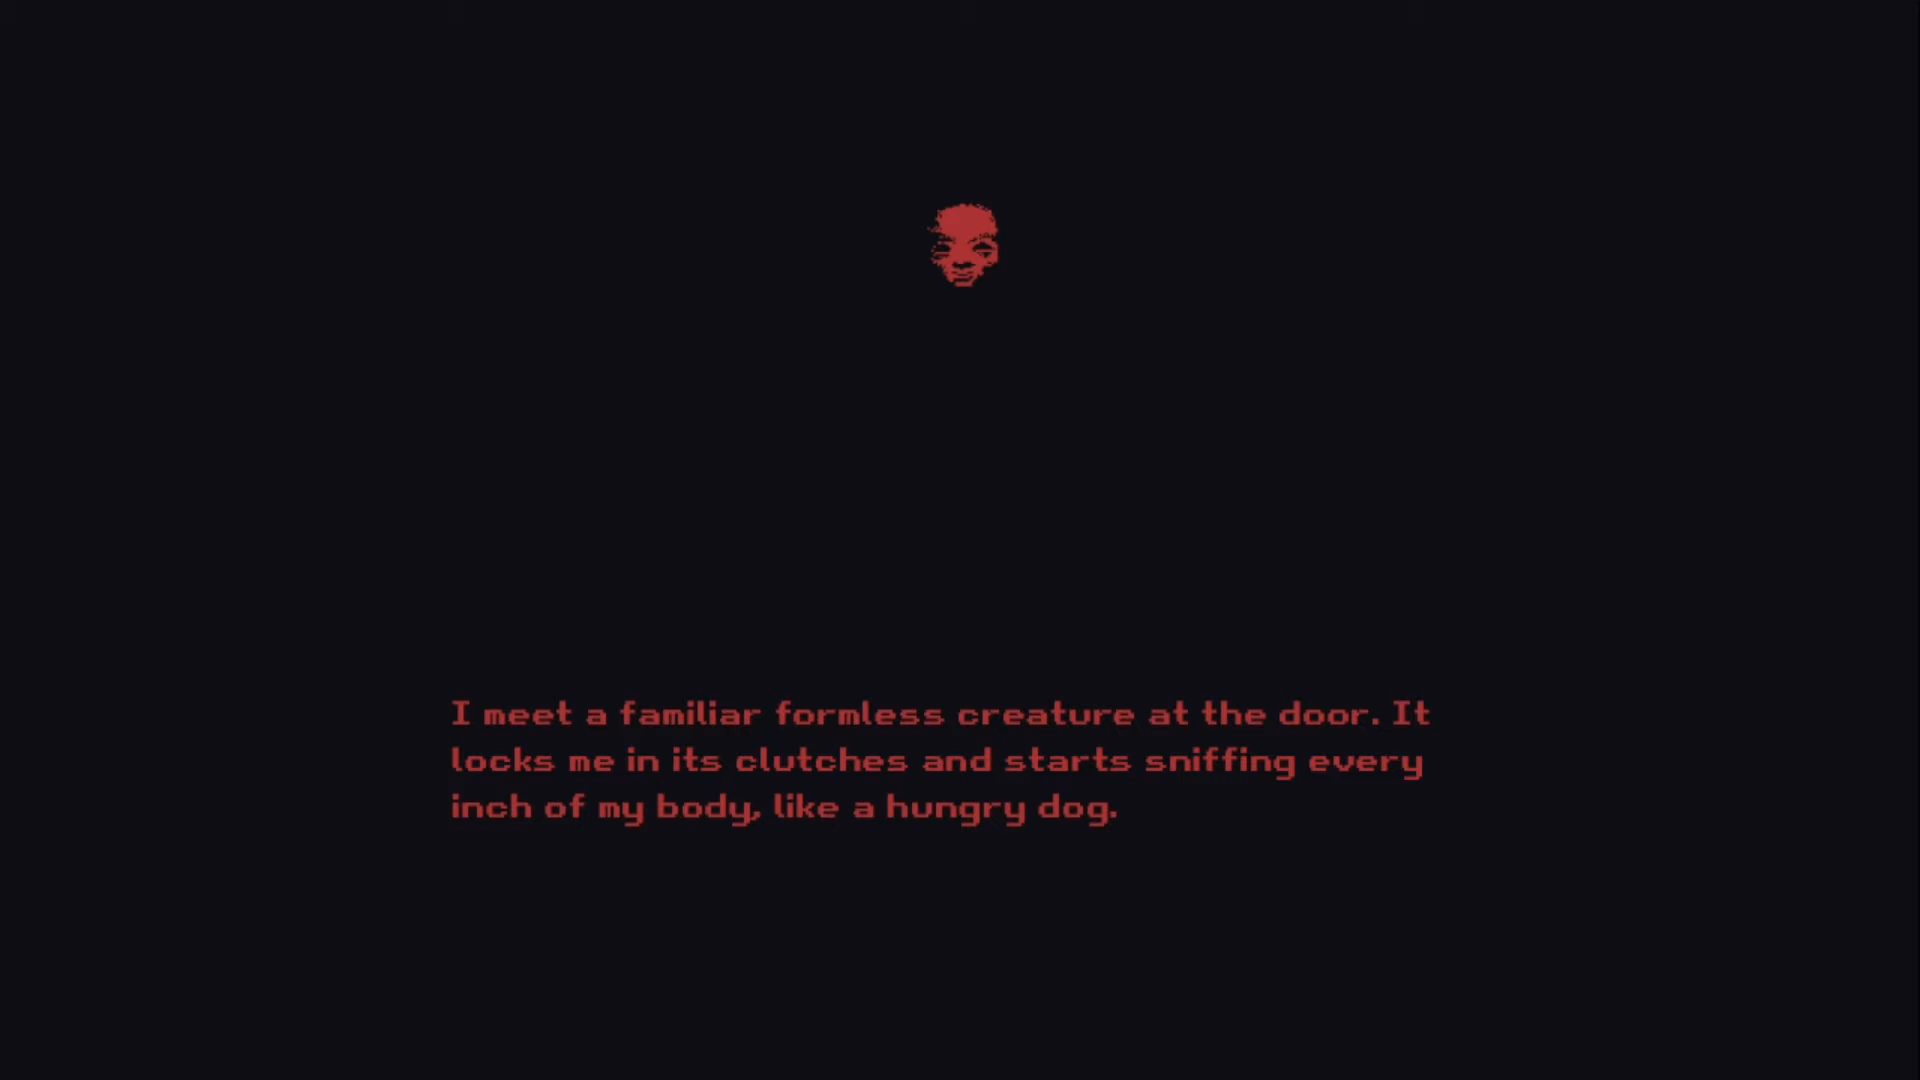 I meet a familiar formless creature at the door. It
locks me in its clutches and starts sniffing every
inch of my body, like a hungry dog.